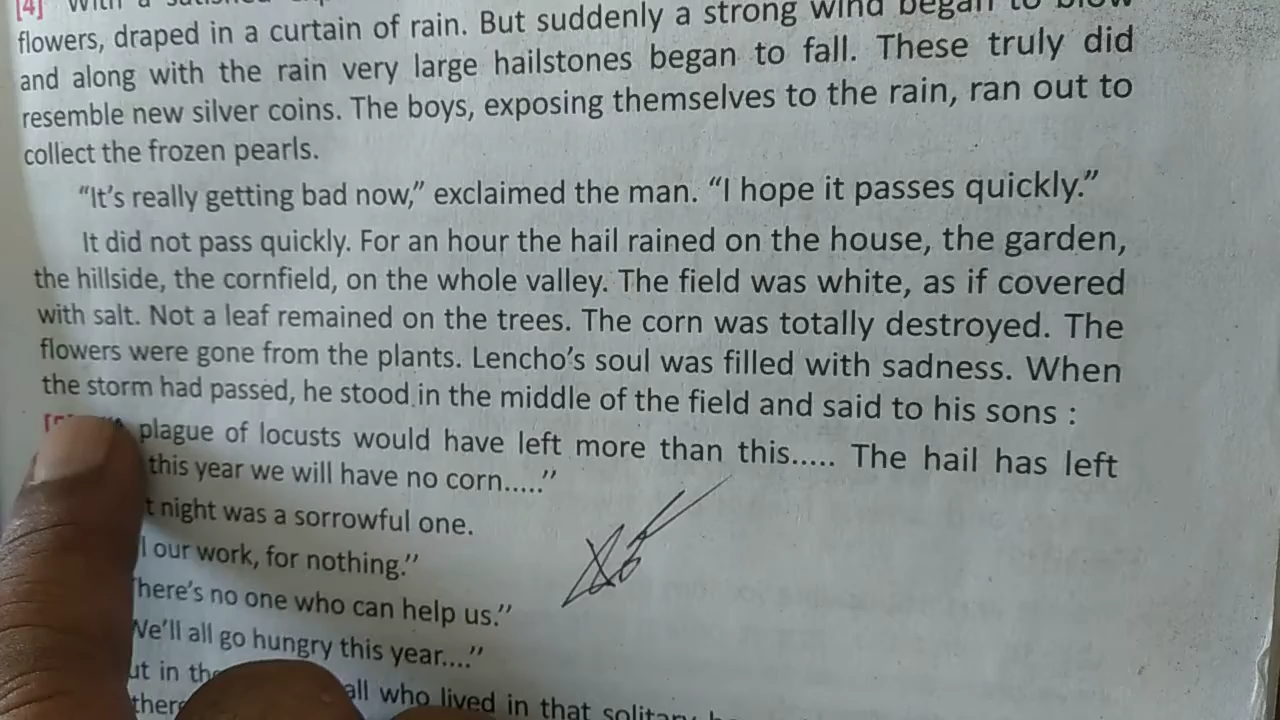 [4] With a
flowers, draped in a curtain of rain. But suddenly a strong wind began to blow
and along with the rain very large hailstones began to fall. These truly did
resemble new silver coins. The boys, exposing themselves to the rain, ran out to
collect the frozen pearls.
“It’s really getting bad now,” exclaimed the man. “I hope it passes quickly.”
It did not pass quickly. For an hour the hail rained on the house, the garden,
the hillside, the cornfield, on the whole valley. The field was white, as if covered
with salt. Not a leaf remained on the trees. The corn was totally destroyed. The
flowers were gone from the plants. Lencho’s soul was filled with sadness. When
the storm had passed, he stood in the middle of the field and said to his sons :
plague of locusts would have left more than this..... The hail has left
this year we will have no corn.....”
night was a sorrowful one.
our work, for nothing.”
no one who can help us.”
We’ll all go hungry this year....”
in
all who lived in that solitary